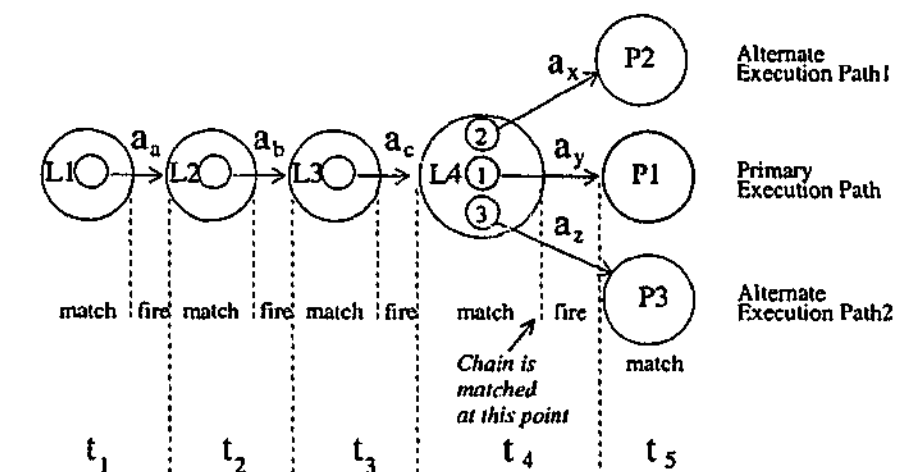 P2
Alternate
Execution Path1
a_x
2
L1
a_a
L2
a_b
L3
a_c
L4
1
a_y
P1
Primary
Execution Path
3
a_z
P3
Alternate
Execution Path2
match
fire
match
fire
match
fire
match
fire
match
Chain is
matched
at this point
t_1
t_2
t_3
t_4
t_5